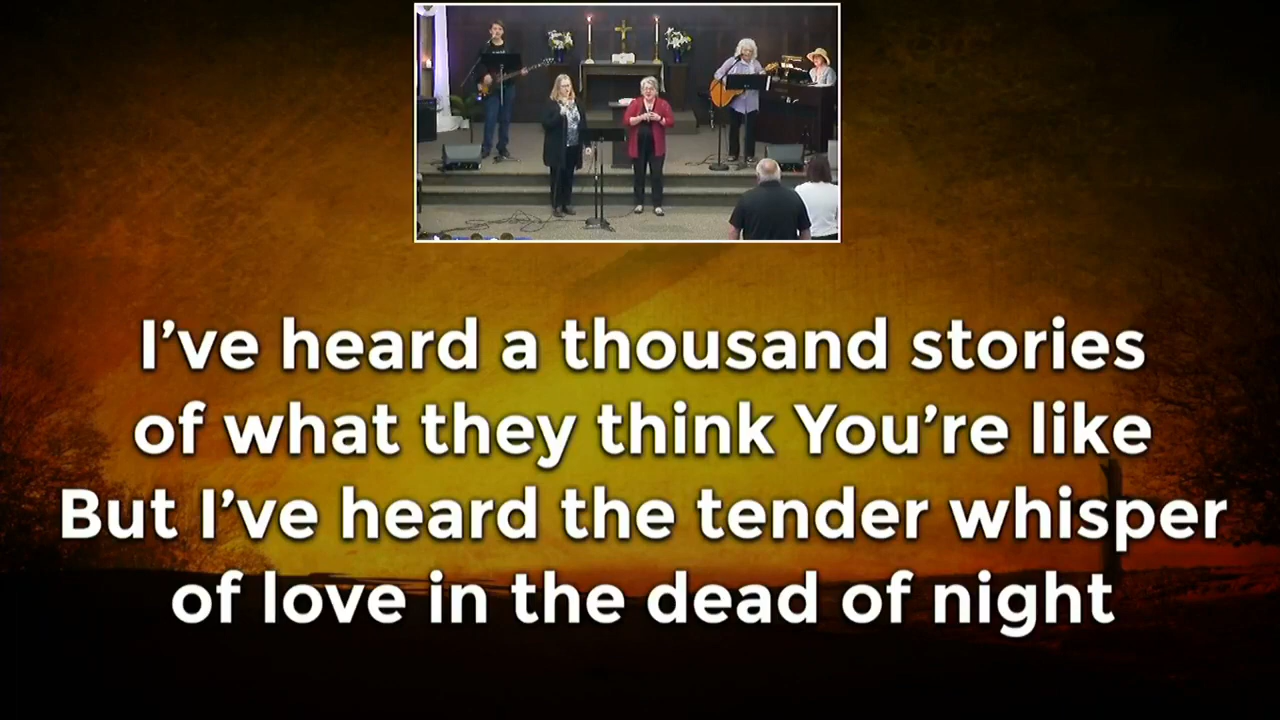 I’ve heard a thousand stories
of what they think You’re like
But I’ve heard the tender whisper
of love in the dead of night